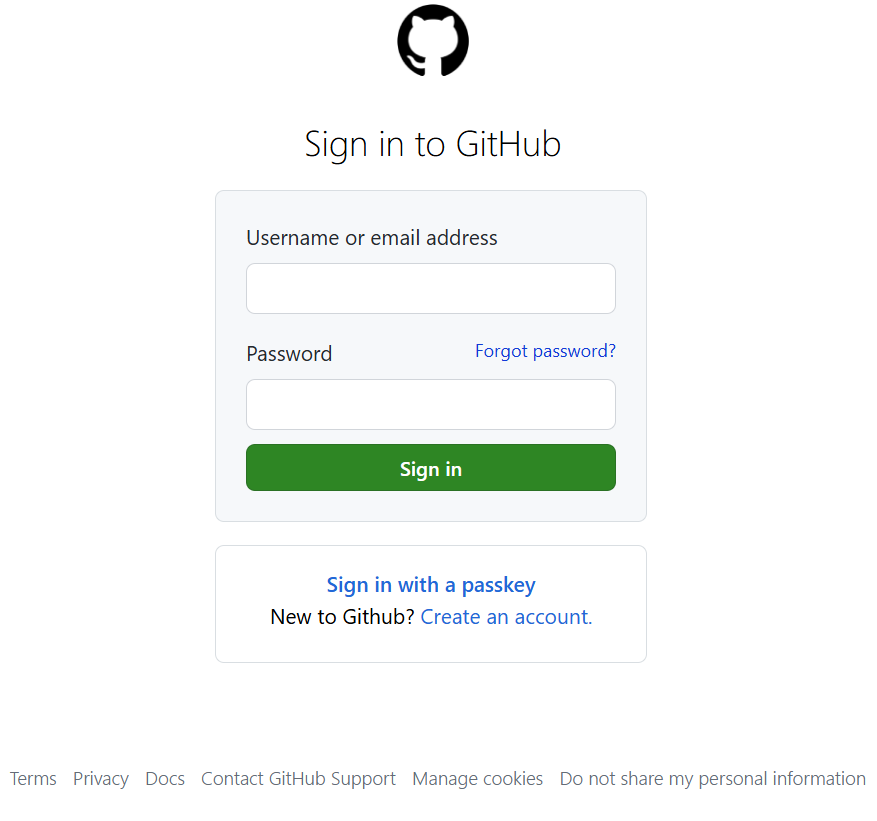 Sign in to GitHub
Username or email address
Password Forgot password?
Sign in
Sign in with a passkey
New to Github? Create an account.
Terms Privacy Docs Contact GitHub Support Manage cookies Do not share my personal information